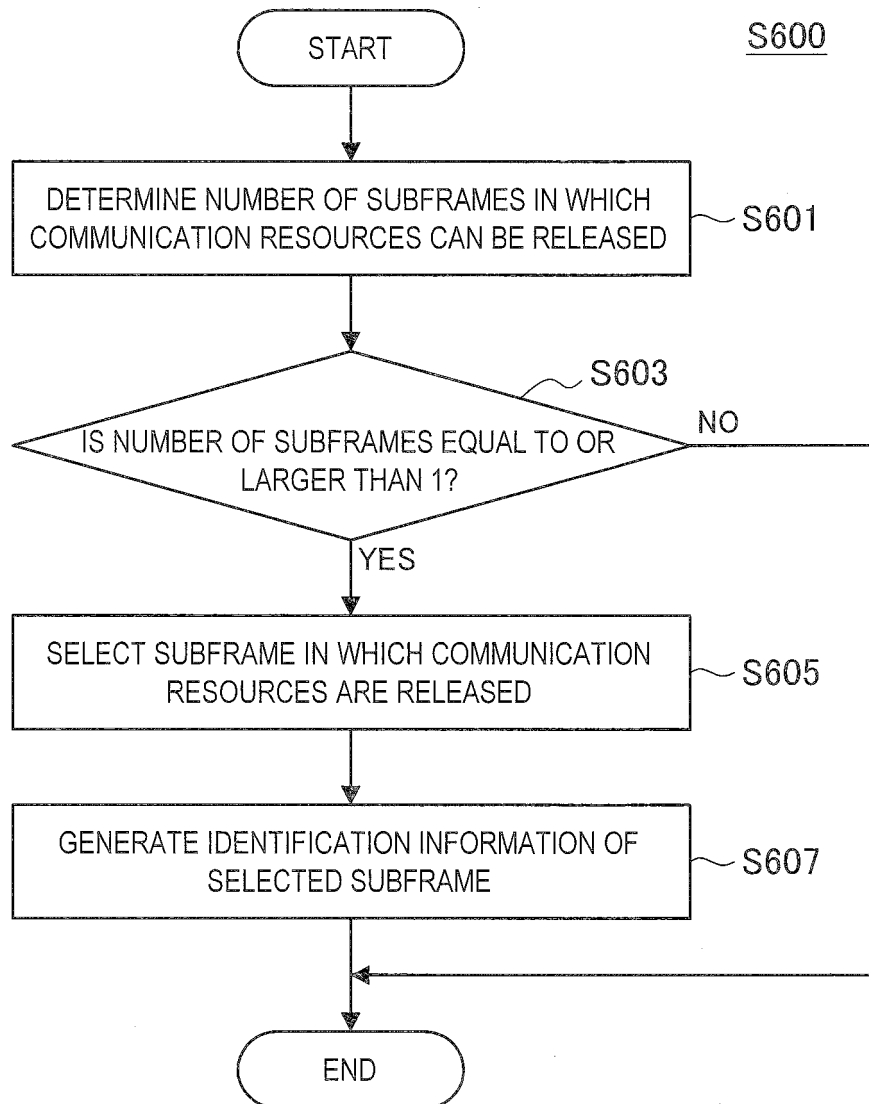 S600
START
DETERMINE NUMBER OF SUBFRAMES IN WHICH
COMMUNICATION RESOURCES CAN BE RELEASED
S601
S603
IS NUMBER OF SUBFRAMES EQUAL TO OR
LARGER THAN 1?
NO
YES
SELECT SUBFRAME IN WHICH COMMUNICATION
RESOURCES ARE RELEASED
S605
GENERATE IDENTIFICATION INFORMATION OF
SELECTED SUBFRAME
S607
END